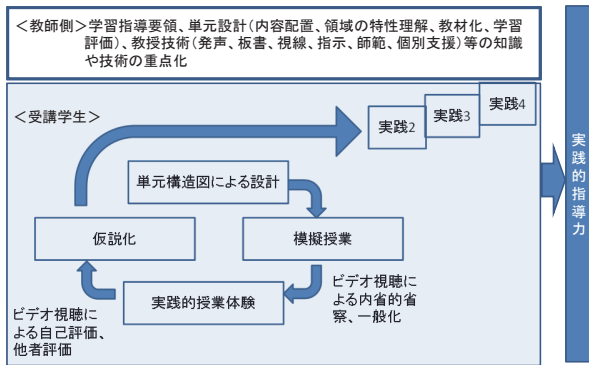 ＜教師側＞学習指導要領、単元設計（内容配置、領域の特性理解、教材化、学習
評価）、教授技術（発声、板書、視線、指示、師範、個別支援）等の知識
や技術の重点化
＜受講学生＞
実践2
実践3
実践4
単元構造図による設計
仮説化
模擬授業
実践的授業体験
ビデオ視聴
による内省的省
察、一般化
ビデオ視聴に
よる自己評価、
他者評価
実践的指導力